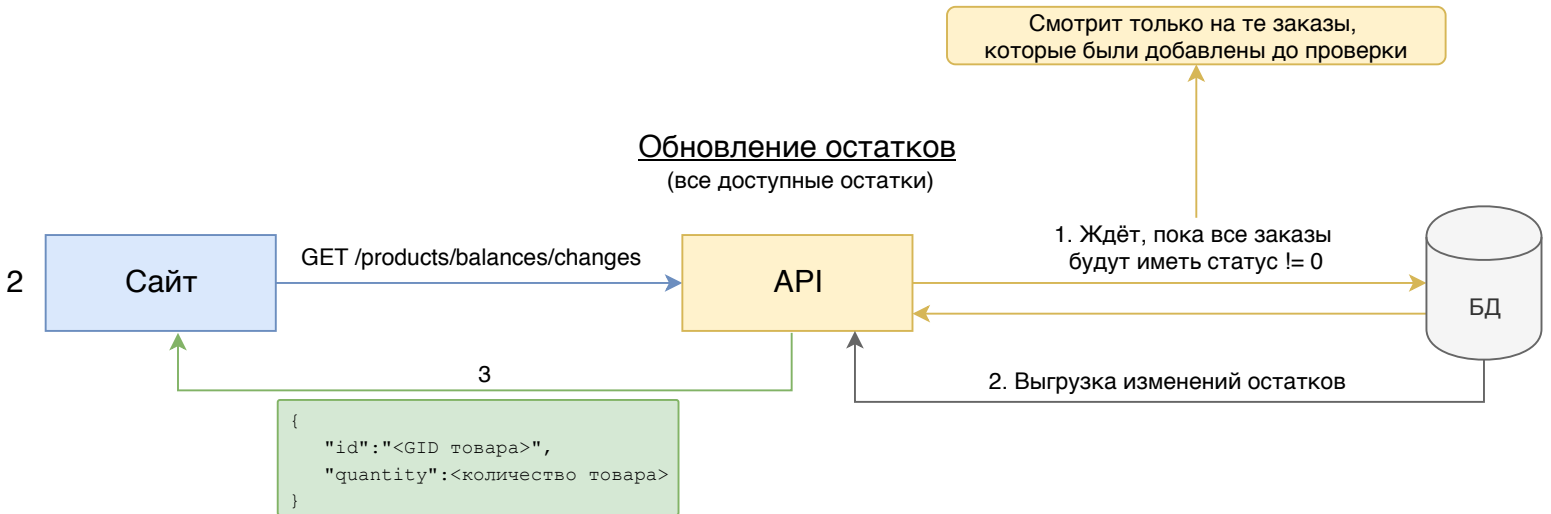 Смотрит только на те заказы,
которые были добавлены до проверки
Обновление остатков
(все доступные остатки)
2
Сайт
GET /products/balances/changes
API
1. Ждёт, пока все заказы
будут иметь статус != 0
БД
3
2. Выгрузка изменений остатков
{
"id":"<GID товара>",
"quantity":<количество товара>
}